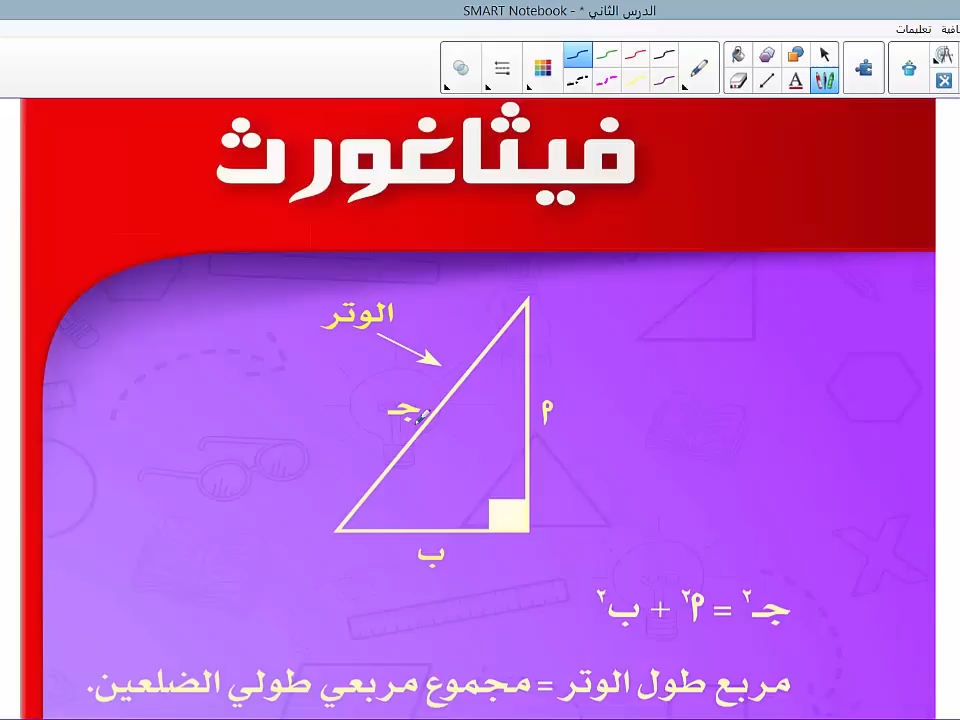 الدرس الثاني * - SMART Notebook
تعليمات
فيثاغورث
الوتر
جـ
م
ب
جـ٢ = م٢ + ب٢
مربع طول الوتر = مجموع مربعي طولي الضلعين.